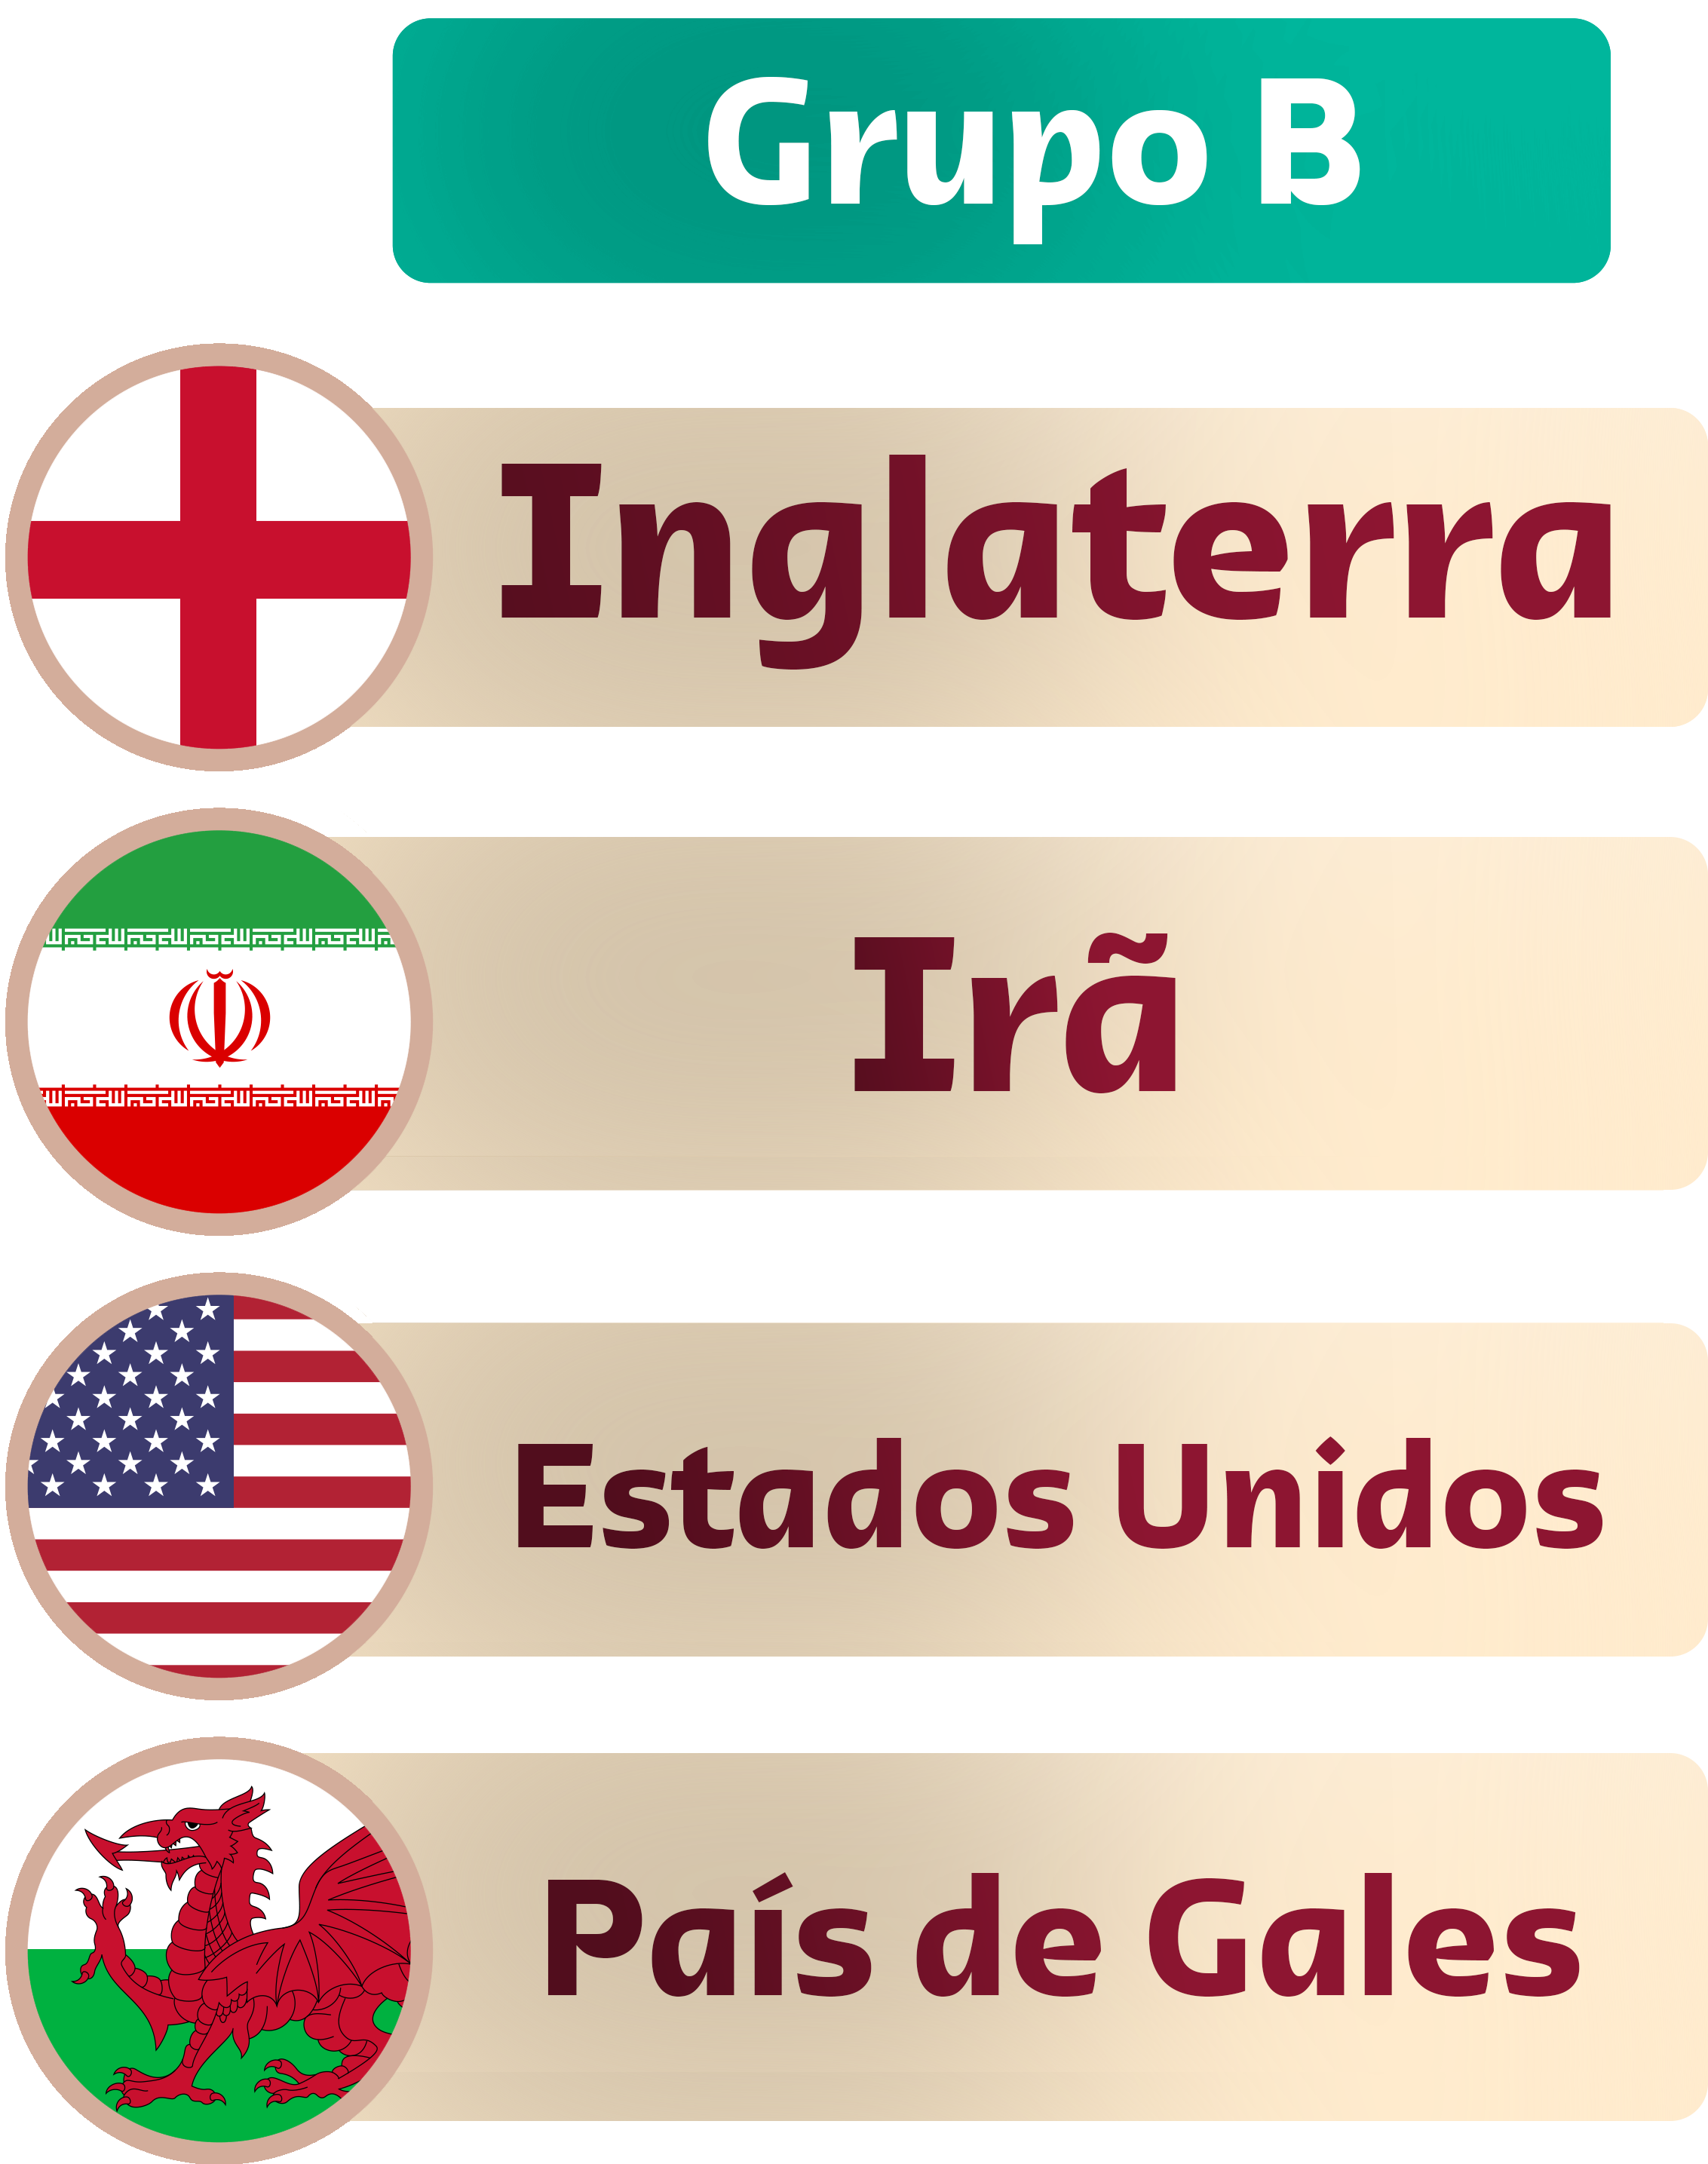 Grupo B
Inglaterra
Irã
Estados Unidos
País de Gales